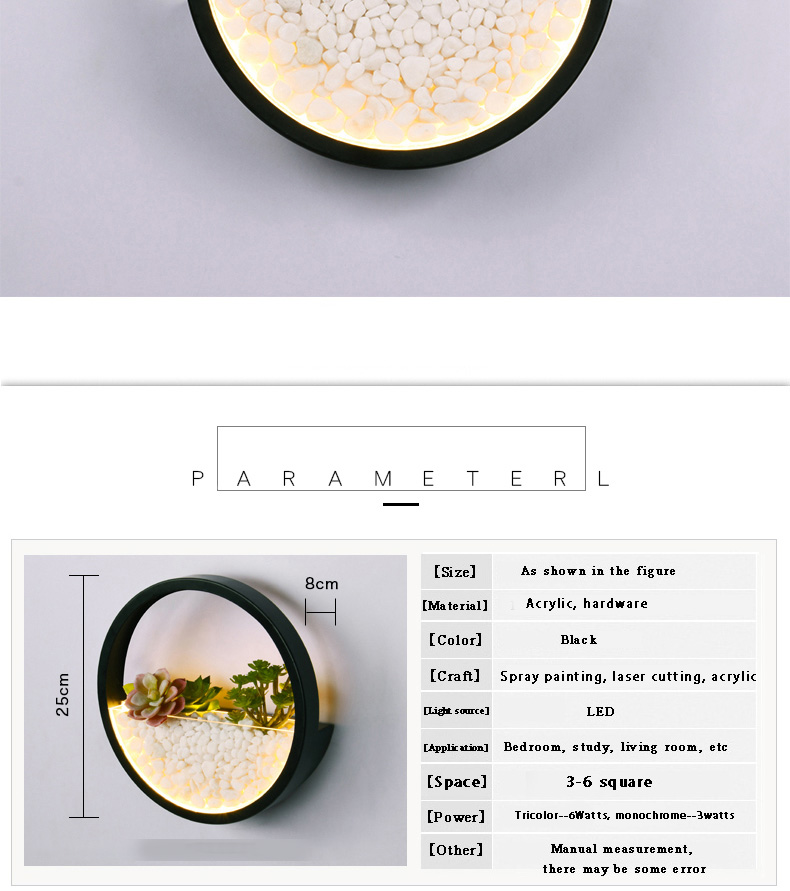 PARAMETERL
8cm
25cm
[Size] As shown in the figure
[Material] Acrylic, hardware
[Color] Black
[Craft] Spray painting, laser cutting, acrylic
[Light source] LED
[Application] Bedroom, study, living room, etc
[Space] 3-6 square
[Power] Tricolor--6Watts, monochrome--3watts
[Other] Manual measurement,
there may be some error